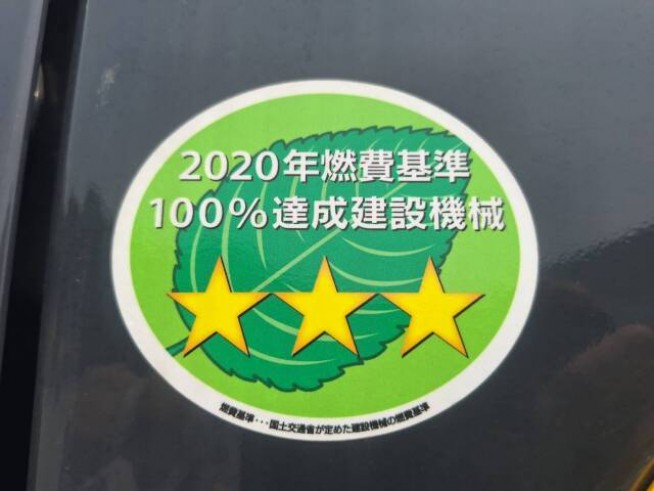 2020年燃費基準
100%達成建設機械
燃費基準・・・国土交通省が定めた建設機械の燃費基準